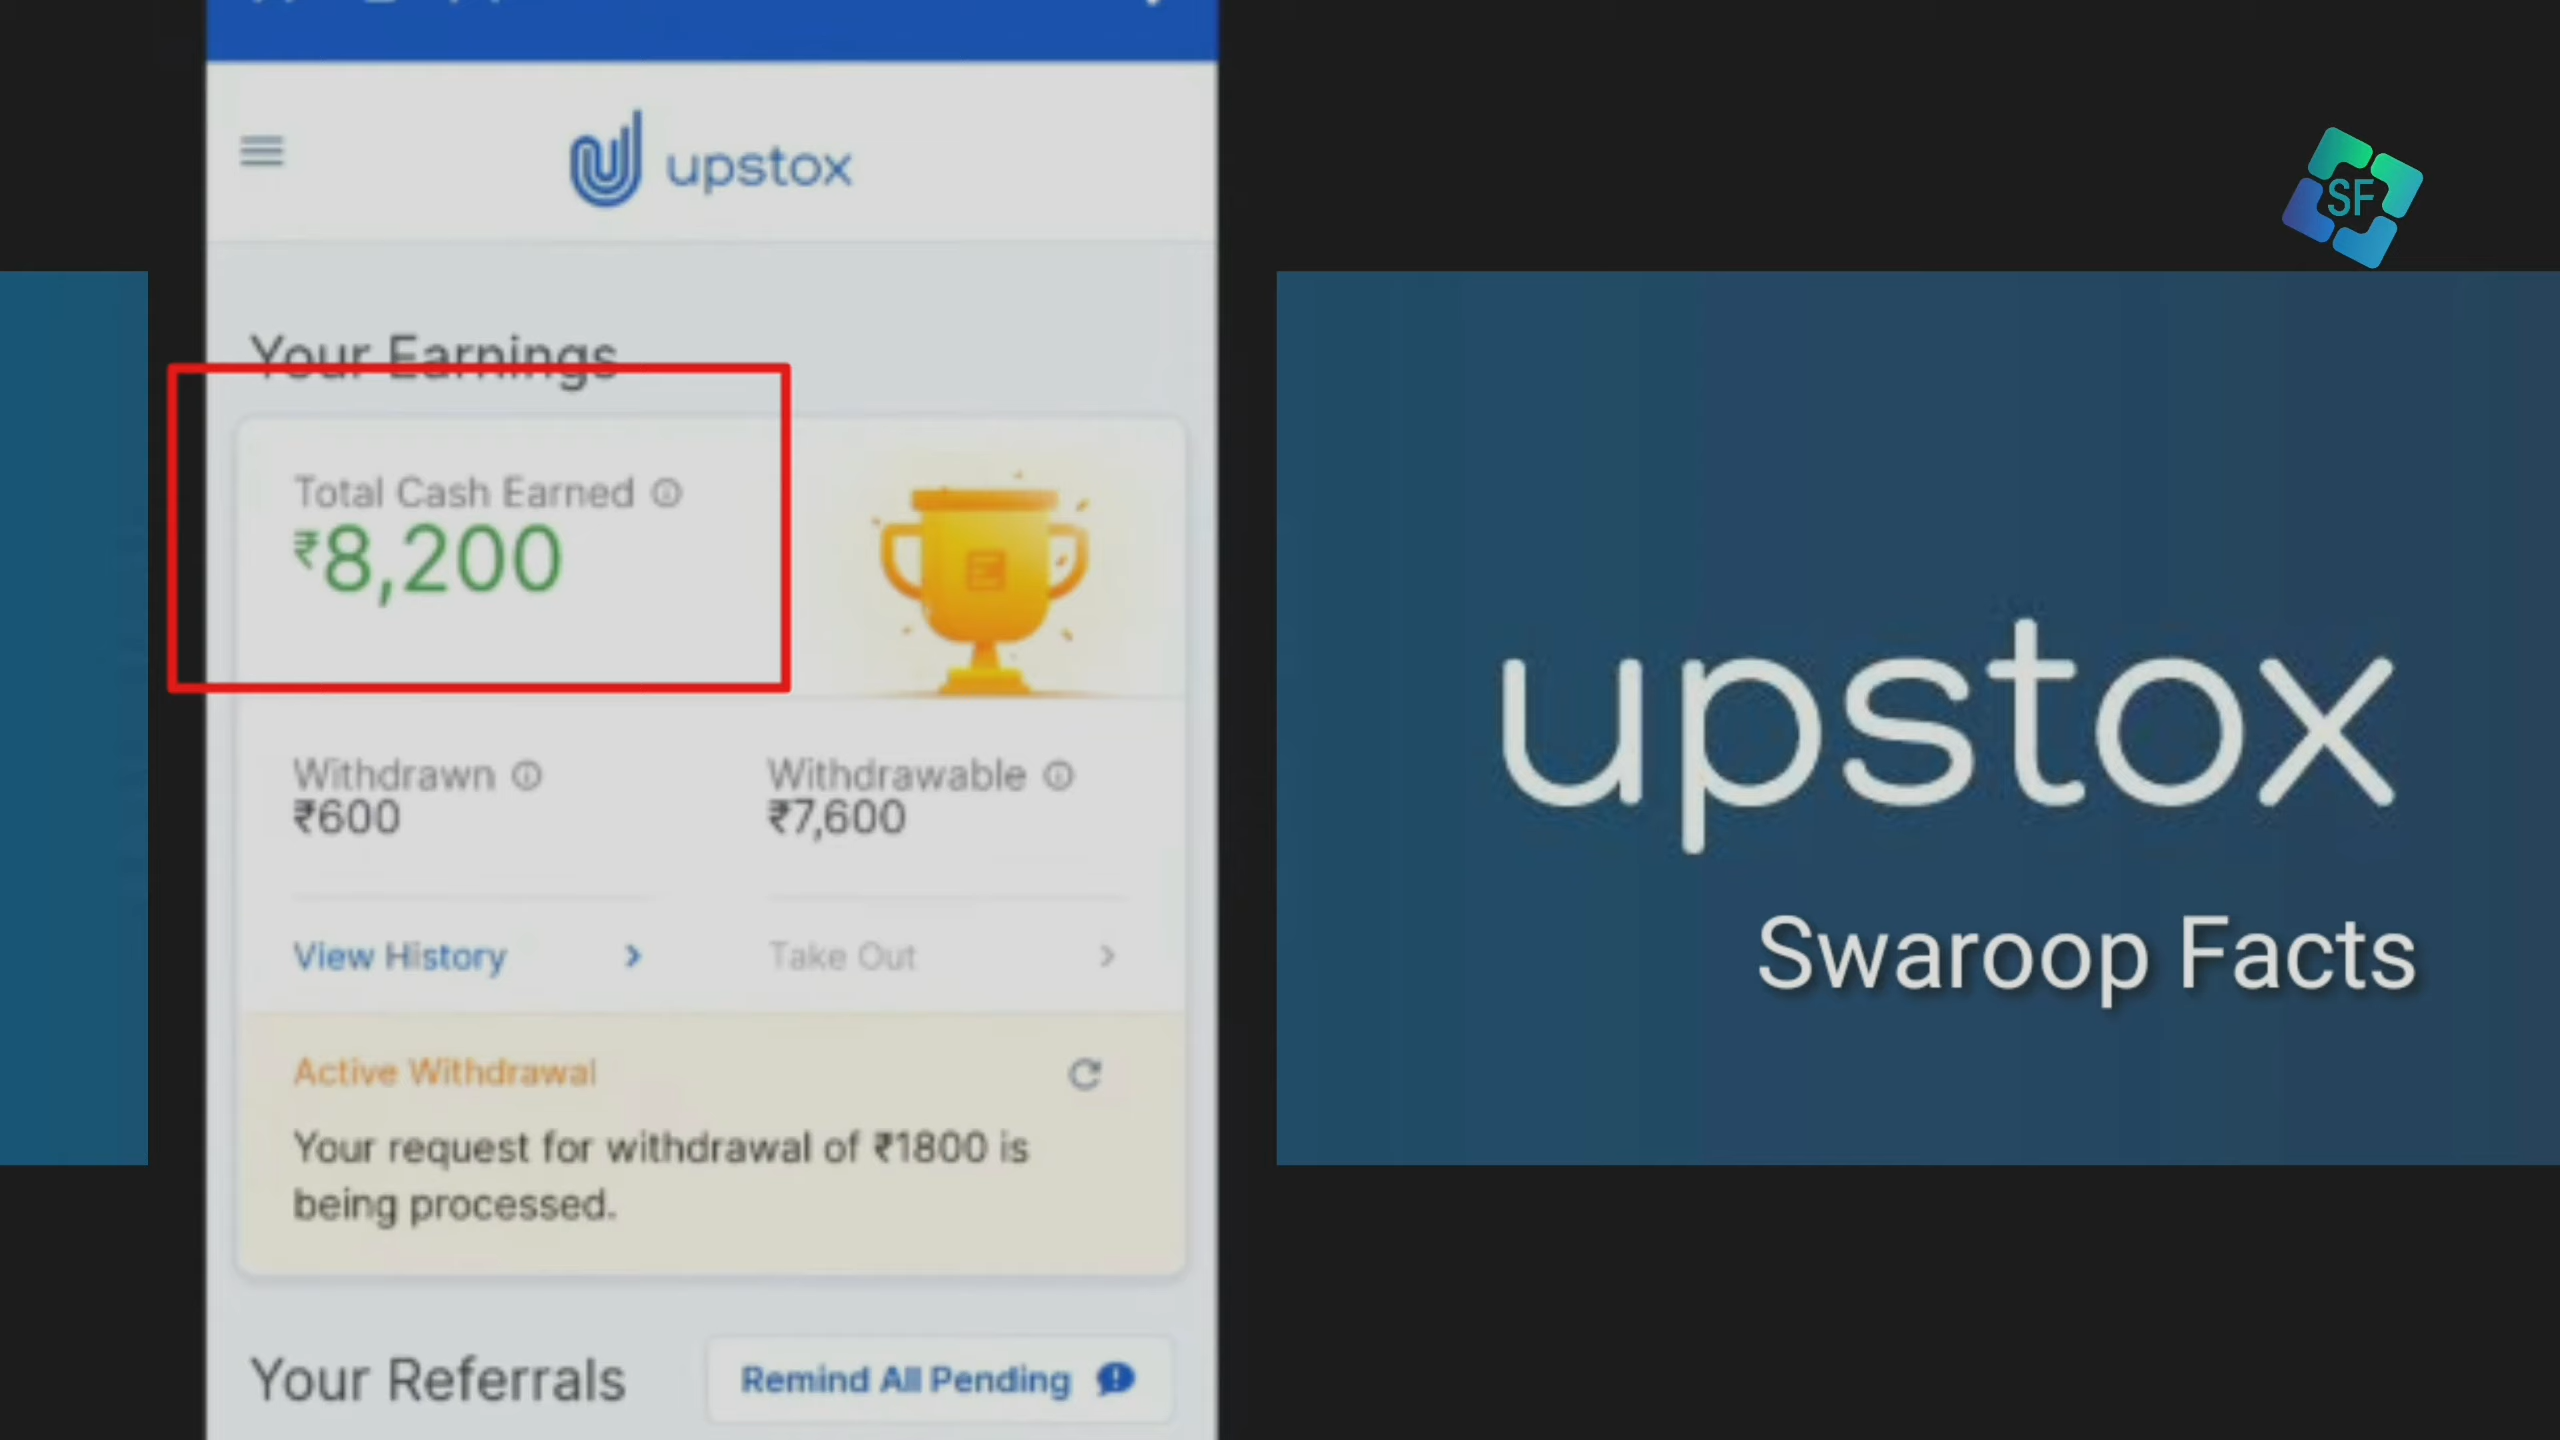 upstox
Your Earnings
Total Cash Earned
₹8,200
Withdrawn
₹600
Withdrawable
₹7,600
View History
Take Out
Active Withdrawal
Your request for withdrawal of ₹1800 is
being processed.
Your Referrals
Remind All Pending
SF
upstox
Swaroop Facts